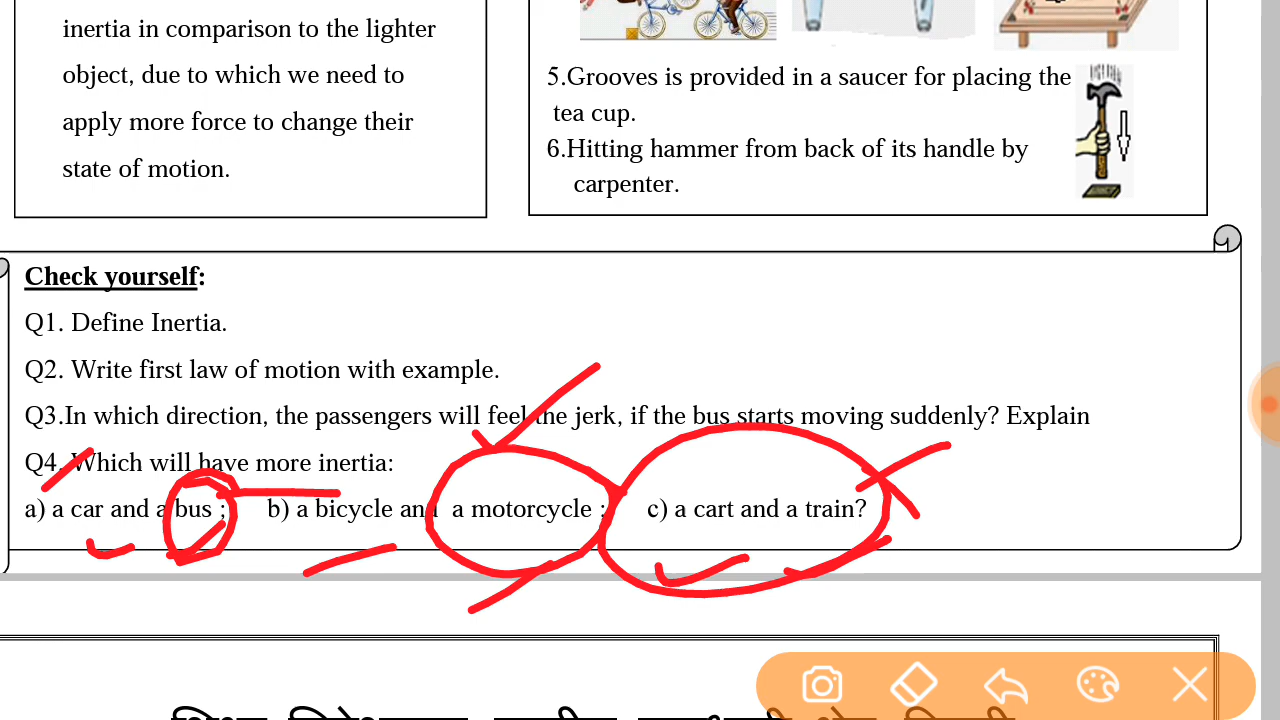 inertia in comparison to the lighter
object, due to which we need to
apply more force to change their
state of motion.
5.Grooves is provided in a saucer for placing the
tea cup.
6.Hitting hammer from back of its handle by
carpenter.
Check yourself:
Q1. Define Inertia.
Q2. Write first law of motion with example.
Q3.In which direction, the passengers will feel the jerk, if the bus starts moving suddenly? Explain
Q4. Which will have more inertia:
a) a car and a bus ; b) a bicycle and a motorcycle ; c) a cart and a train?